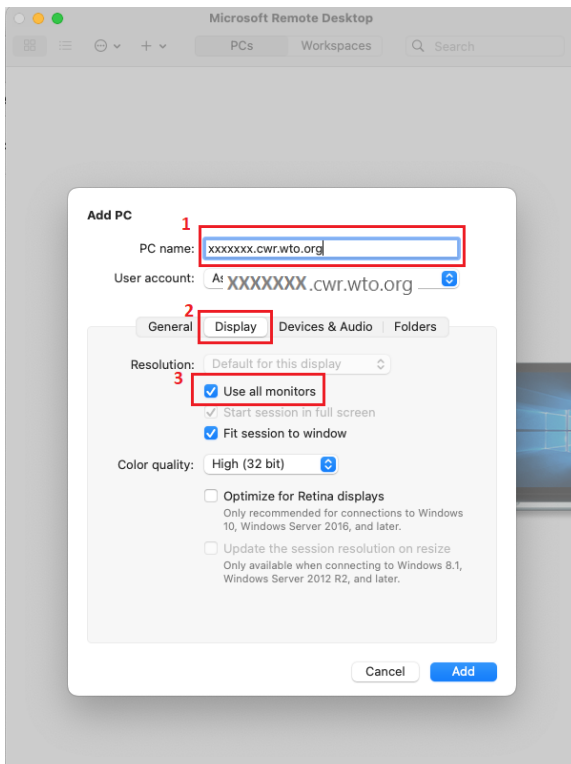 Microsoft Remote Desktop
PCs Workspaces Search
Add PC
1
PC name: xxxxxxx.cwr.wto.org
User account: As XXXXXXX.cwr.wto.org
2
General Display Devices & Audio Folders
Resolution: Default for this display
3
Use all monitors
Start session in full screen
Fit session to window
Color quality: High (32 bit)
Optimize for Retina displays
Only recommended for connections to Windows
10, Windows Server 2016, and later.
Update the session resolution on resize
Only available when connecting to Windows 8.1,
Windows Server 2012 R2, and later.
Cancel Add